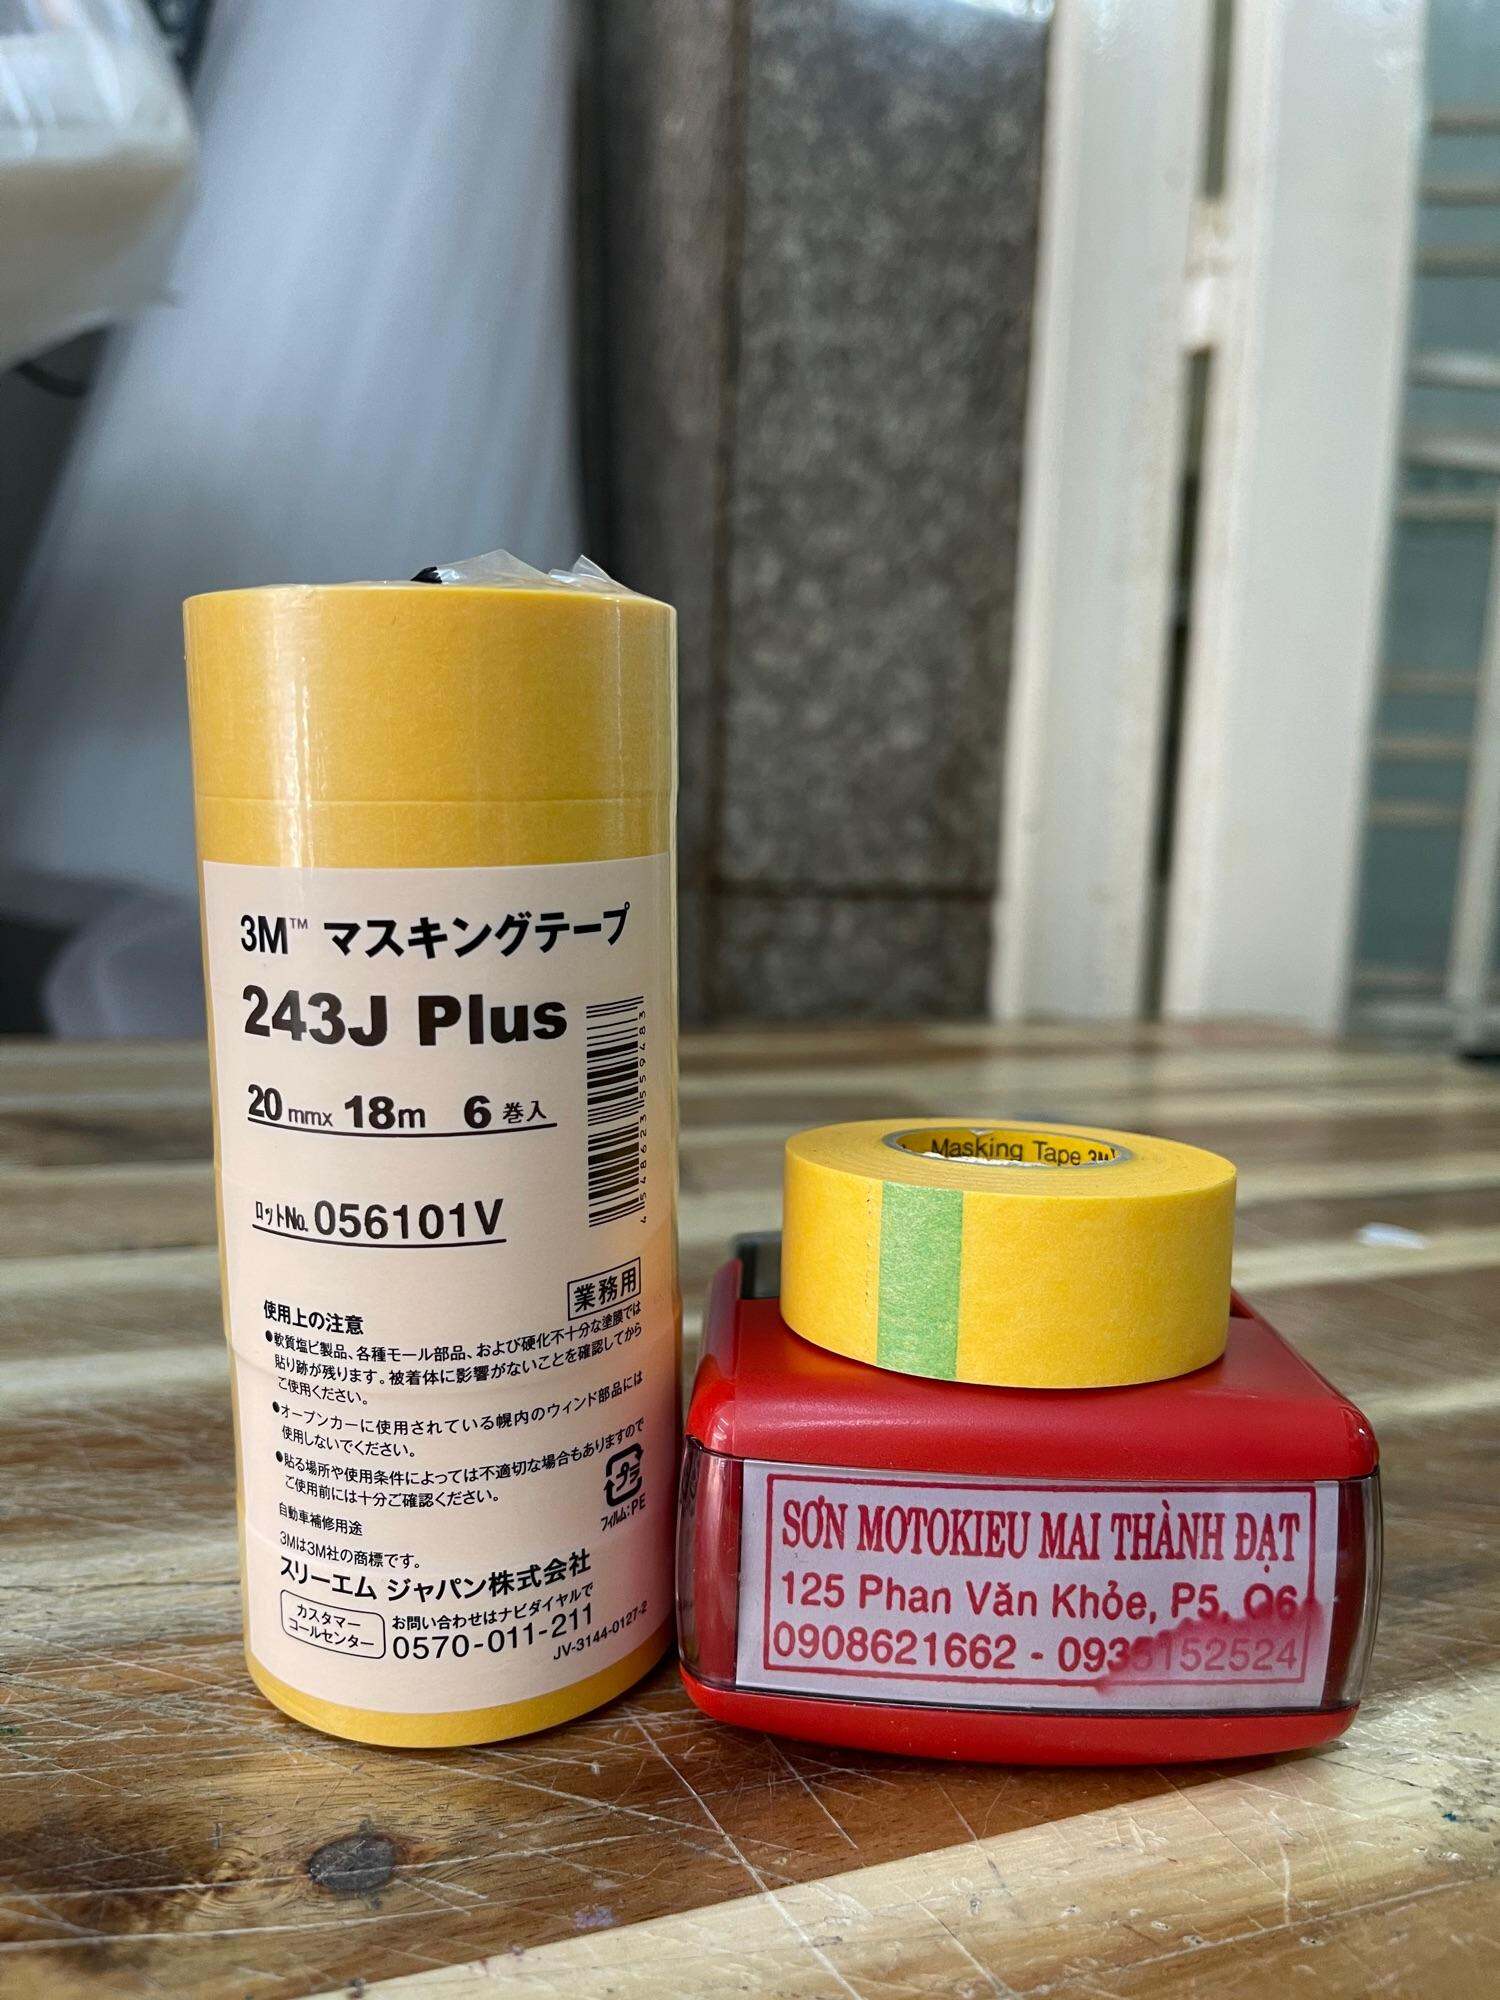 3M™ マスキングテープ
243J Plus
20 mm x 18m 6 巻入
ロットNo. 056101V
4 548623 559483
業務用
使用上の注意
●軟質塩ビ製品、各種モール部品、および硬化不十分な塗膜では
貼り跡が残ります。被着体に影響がないことを確認してから
ご使用ください。
●オープンカーに使用されている幌内のウィンド部品には
使用しないでください。
●貼る場所や使用条件によっては不適切な場合もありますので
ご使用前には十分ご確認ください。
プラ
フィルム:PE
自動車補修用途
3Mは3M社の商標です。
スリーエム ジャパン株式会社
カスタマー
コールセンター
お問い合わせはナビダイヤルで
0570-011-211
JV-3144-0127-2
Masking Tape 3M
SƠN MOTOKIEU MAI THÀNH ĐẠT
125 Phan Văn Khỏe, P5, Q6
0908621662 - 0935152524